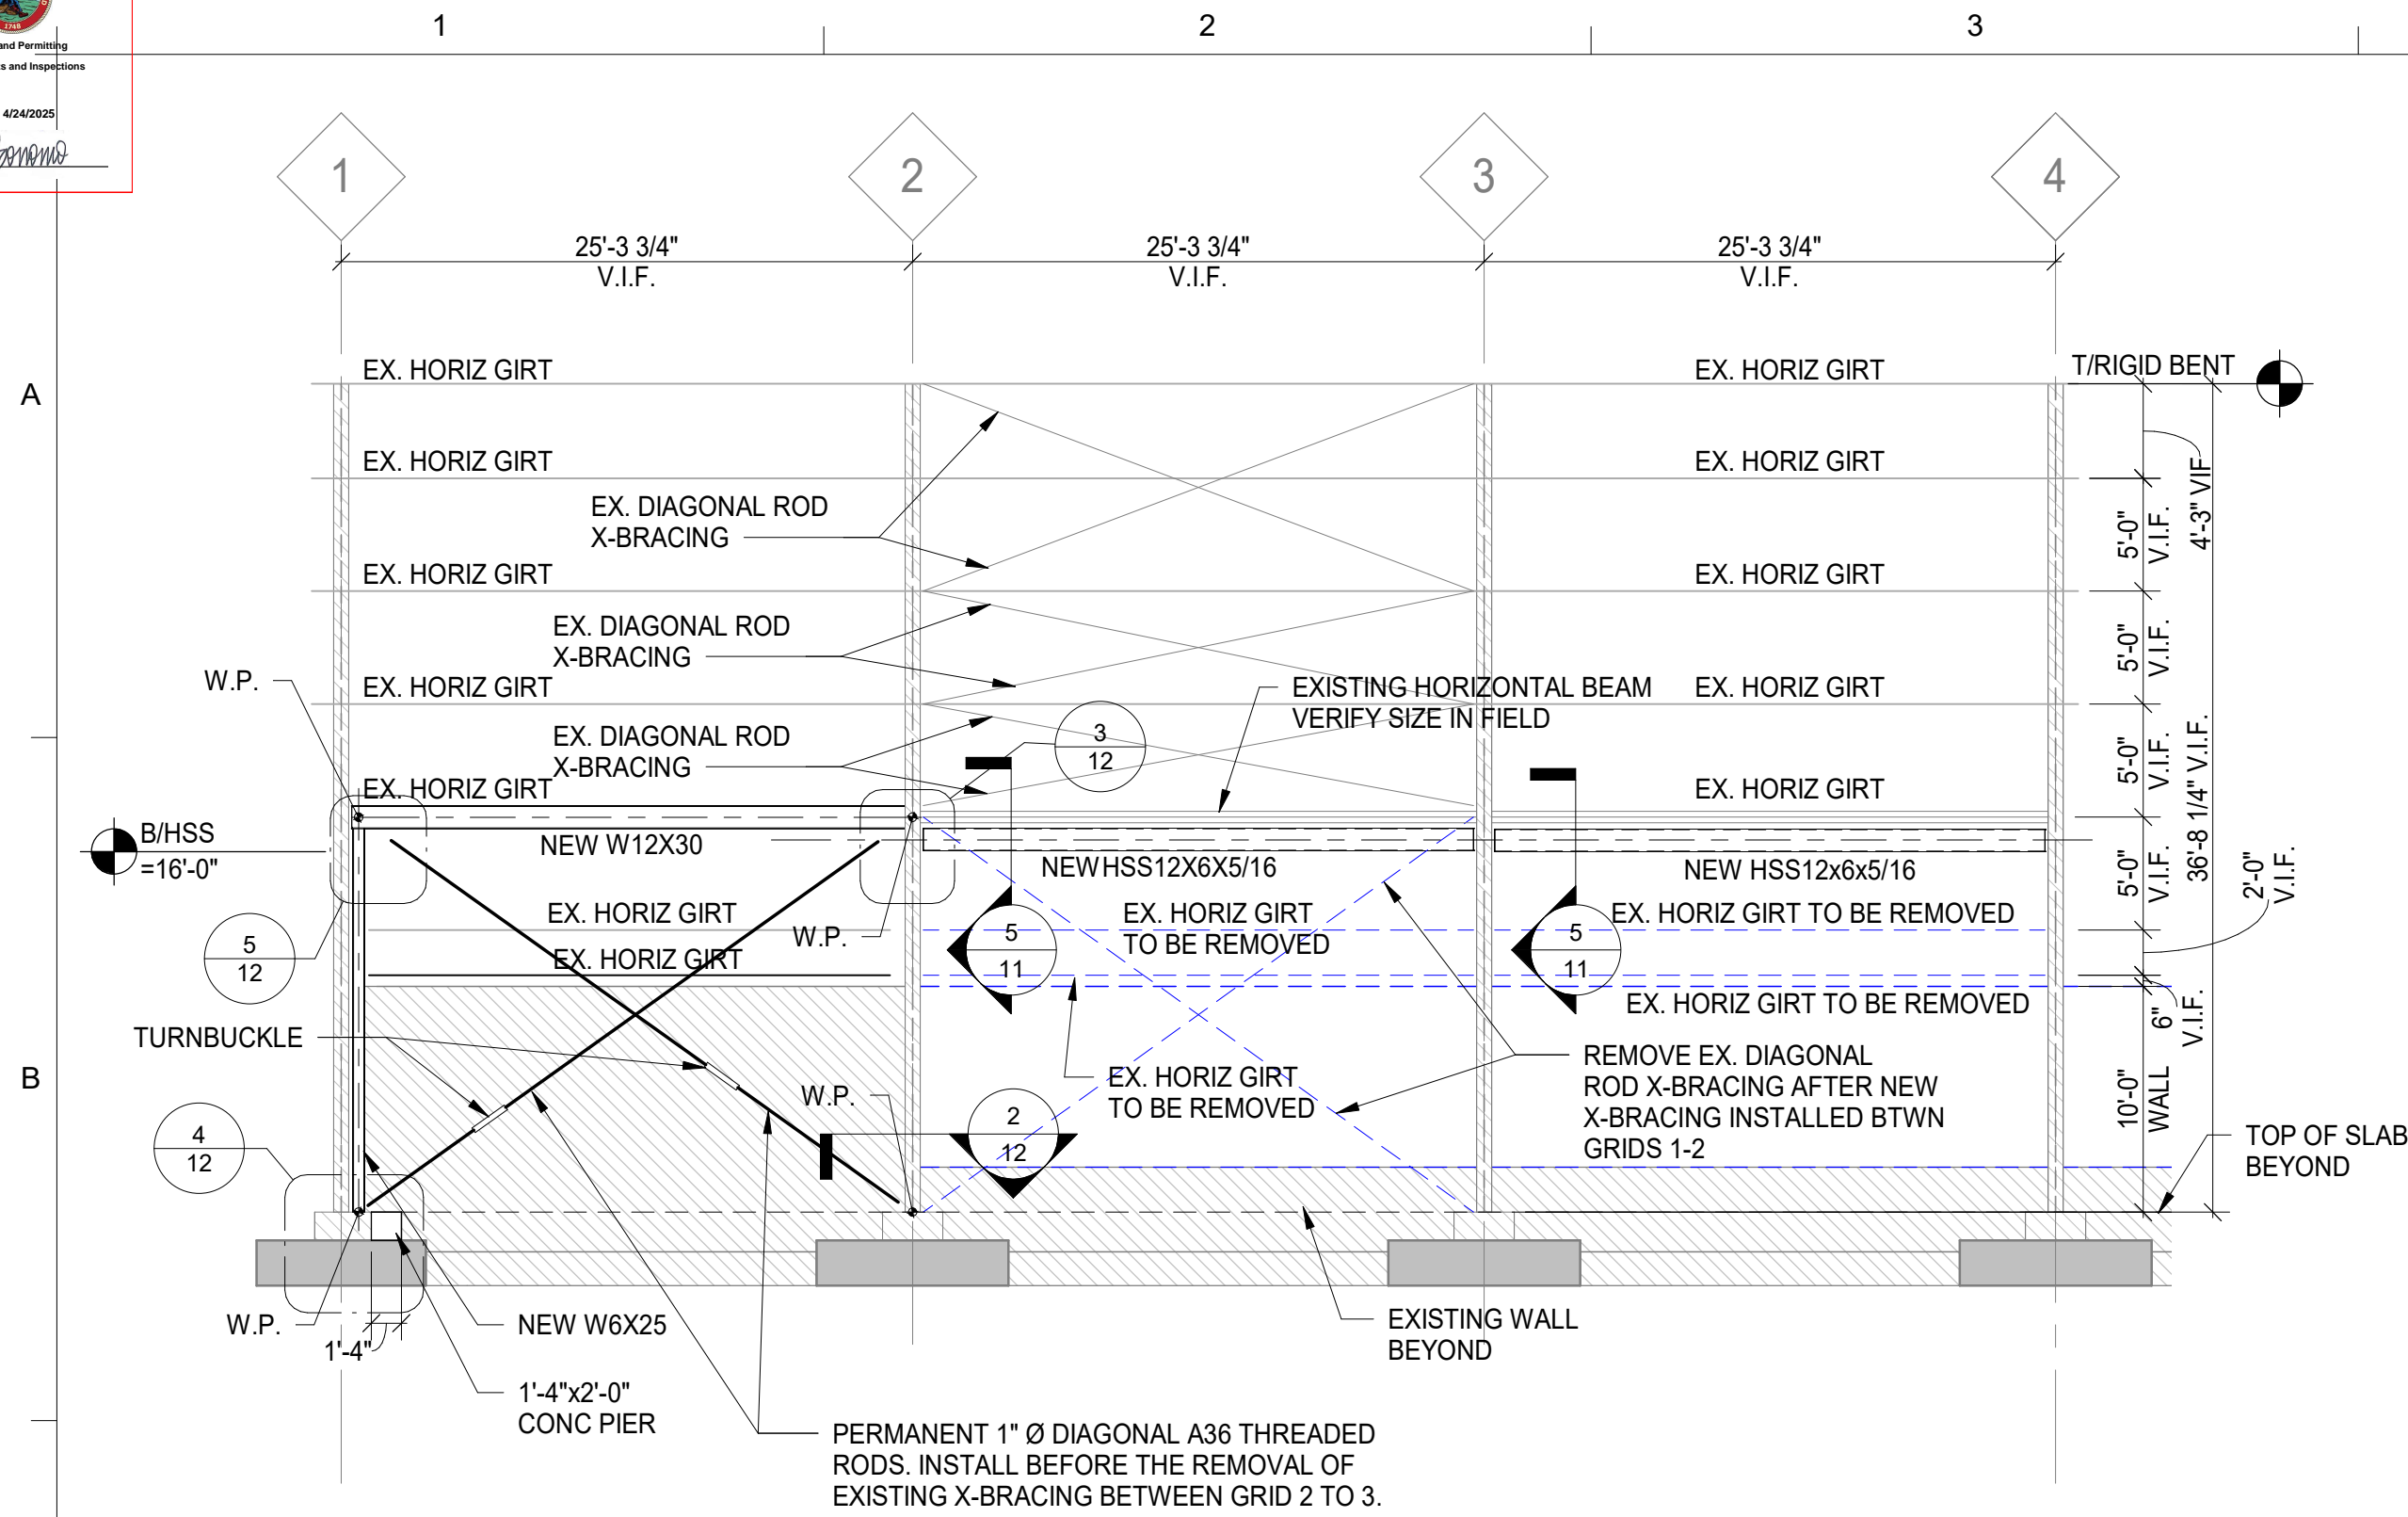 1 2 3
1748
and Permitting
ts and Inspections
4/24/2025
1 2 3 4
25'-3 3/4"
V.I.F.
25'-3 3/4"
V.I.F.
25'-3 3/4"
V.I.F.
A
B
EX. HORIZ GIRT
EX. HORIZ GIRT
T/RIGID BENT
EX. HORIZ GIRT
EX. HORIZ GIRT
EX. DIAGONAL ROD
X-BRACING
4'-3" VIF
5'-0"
V.I.F.
EX. HORIZ GIRT
EX. HORIZ GIRT
EX. DIAGONAL ROD
X-BRACING
5'-0"
V.I.F.
W.P.
EX. HORIZ GIRT
EXISTING HORIZONTAL BEAM
VERIFY SIZE IN FIELD
EX. HORIZ GIRT
EX. DIAGONAL ROD
X-BRACING
3
12
5'-0"
V.I.F.
36'-8 1/4" V.I.F.
EX. HORIZ GIRT
EX. HORIZ GIRT
B/HSS
=16'-0"
NEW W12X30
NEW HSS12X6X5/16
NEW HSS12x6x5/16
5'-0"
V.I.F.
2'-0"
V.I.F.
EX. HORIZ GIRT
W.P.
EX. HORIZ GIRT
TO BE REMOVED
EX. HORIZ GIRT TO BE REMOVED
5
12
EX. HORIZ GIRT
5
11
5
11
EX. HORIZ GIRT TO BE REMOVED
6"
V.I.F.
TURNBUCKLE
EX. HORIZ GIRT
TO BE REMOVED
REMOVE EX. DIAGONAL
ROD X-BRACING AFTER NEW
X-BRACING INSTALLED BTWN
GRIDS 1-2
10'-0"
WALL
W.P.
4
12
2
12
TOP OF SLAB
BEYOND
W.P.
1'-4"
NEW W6X25
1'-4"x2'-0"
CONC PIER
EXISTING WALL
BEYOND
PERMANENT 1" Ø DIAGONAL A36 THREADED
RODS. INSTALL BEFORE THE REMOVAL OF
EXISTING X-BRACING BETWEEN GRID 2 TO 3.